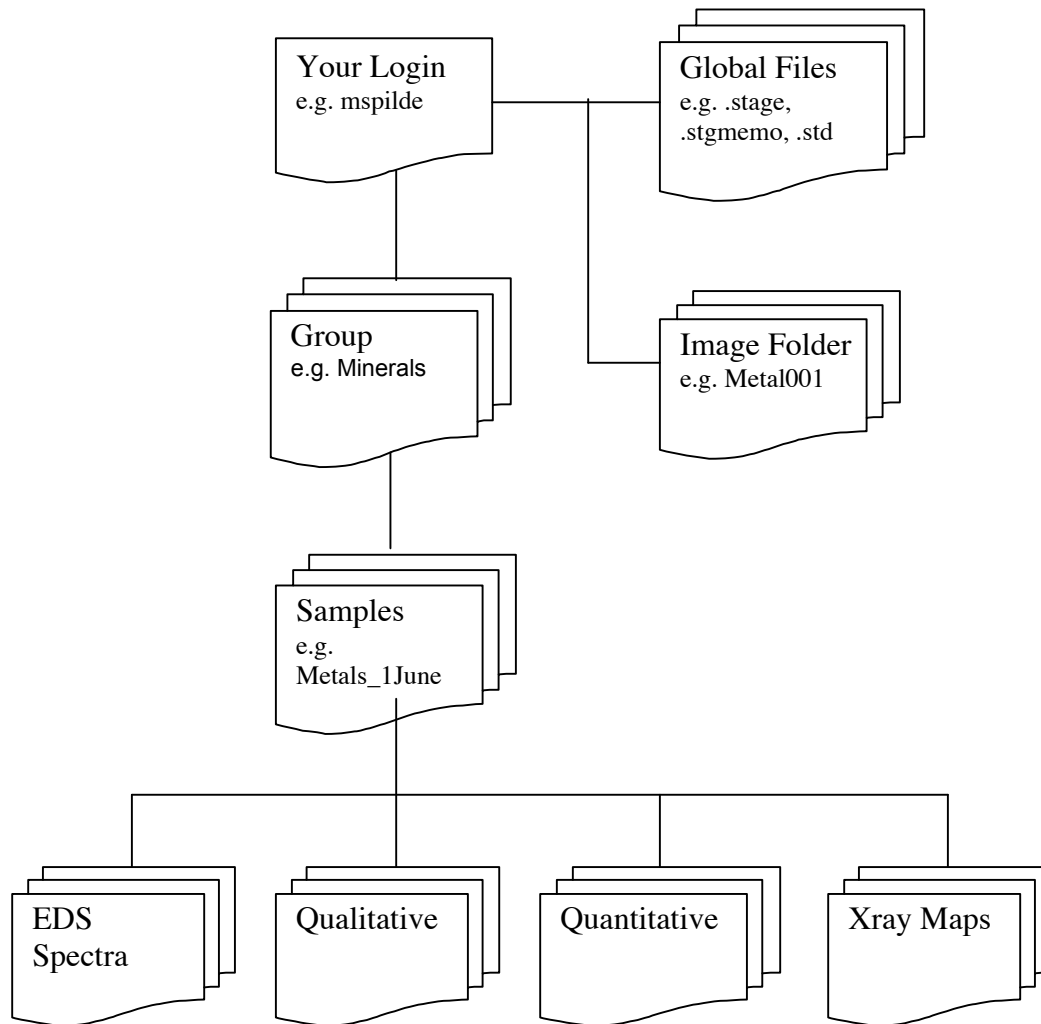 Your Login
e.g. mspilde
Global Files
e.g. .stage,
.stgmemo, .std
Group
e.g. Minerals
Image Folder
e.g. Metal001
Samples
e.g.
Metals_1June
EDS
Spectra
Qualitative
Quantitative
Xray Maps